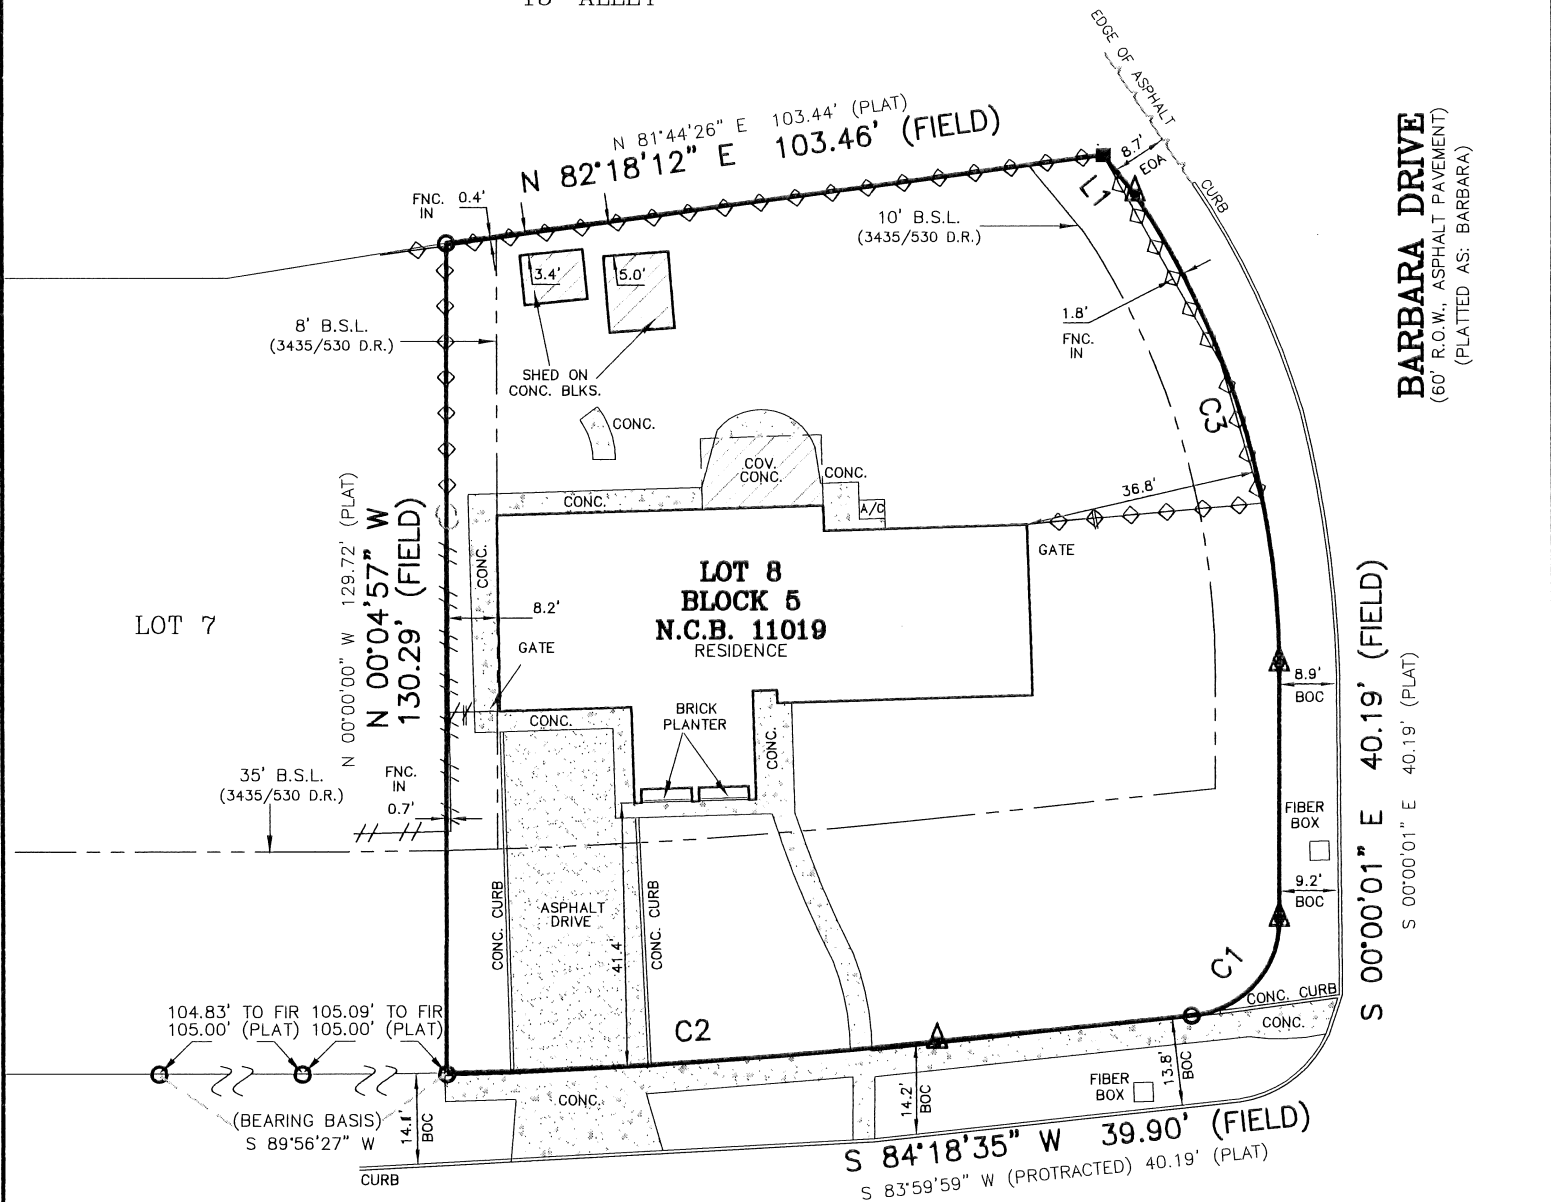 EDGE OF ASPHALT
N 81°44'26" E 103.44' (PLAT)
N 82°18'12" E 103.46' (FIELD)
8.7'
EOA
L1
CURB
BARBARA DRIVE
(60' R.O.W., ASPHALT PAVEMENT)
(PLATTED AS: BARBARA)
FNC.
IN
0.4'
10' B.S.L.
(3435/530 D.R.)
3.4'
5.0'
8' B.S.L.
(3435/530 D.R.)
1.8'
FNC.
IN
SHED ON
CONC. BLKS.
CONC.
C3
COV.
CONC.
CONC.
CONC.
A/C
36.8'
GATE
N 00°00'00" W 129.72' (PLAT)
N 00°04'57" W
130.29' (FIELD)
CONC.
LOT 8
BLOCK 5
N.C.B. 11019
RESIDENCE
LOT 7
8.2'
GATE
8.9'
BOC
S 00°00'01" E 40.19' (FIELD)
S 00°00'01" E 40.19' (PLAT)
CONC.
BRICK
PLANTER
CONC.
35' B.S.L.
(3435/530 D.R.)
FNC.
IN
0.7'
FIBER
BOX
9.2'
BOC
CONC. CURB
ASPHALT
DRIVE
41.4'
CONC. CURB
C1
CONC. CURB
CONC.
104.83' TO FIR 105.09' TO FIR
105.00' (PLAT) 105.00' (PLAT)
C2
(BEARING BASIS)
S 89°56'27" W
14.1'
BOC
CONC.
14.2'
BOC
FIBER
BOX
13.8'
BOC
S 84°18'35" W 39.90' (FIELD)
S 83°59'59" W (PROTRACTED) 40.19' (PLAT)
CURB